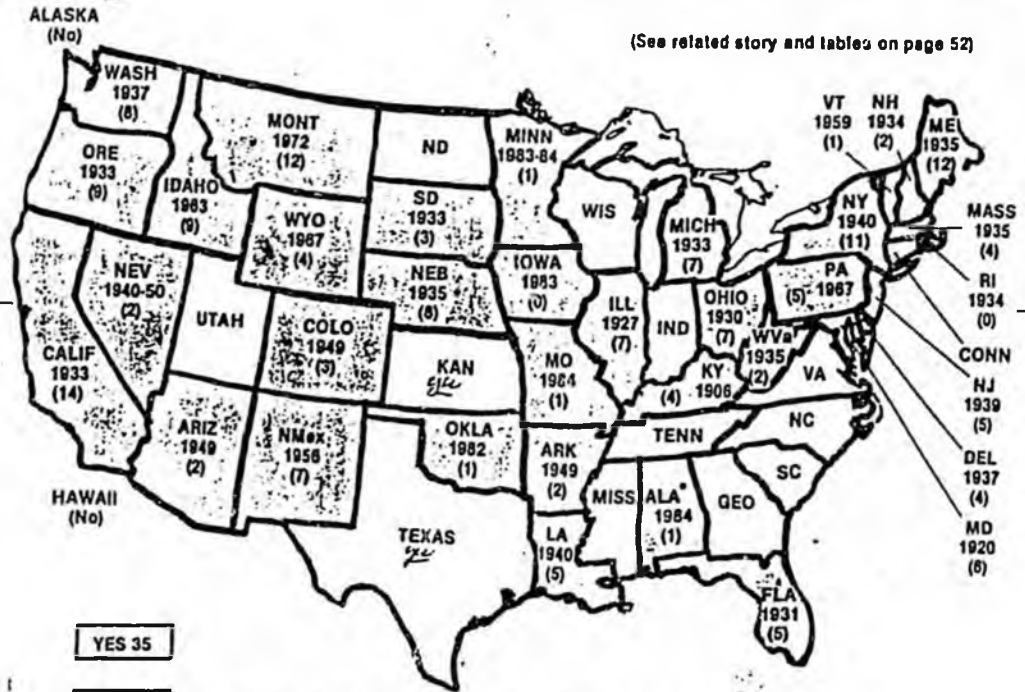 ALASKA
(No)
(See related story and tables on page 52)
WASH
1937
(8)
MONT
1972
(12)
ND
MINN
1983-84
(1)
VT
1959
(1)
NH
1934
(2)
ME
1935
(12)
ORE
1933
(9)
IDAHO
1963
(9)
WYO
1967
(4)
SD
1933
(3)
WIS
MICH
1933
(7)
NY
1940
(11)
MASS
1935
(4)
NEV
1940-50
(2)
NEB
1935
(6)
IOWA
1983
(0)
PA
1967
(5)
RI
1934
(0)
UTAH
COLO
1949
(3)
ILL
1927
(7)
IND
OHIO
1930
(7)
WVa
1935
(2)
CONN
CALIF
1933
(14)
KAN
MO
1984
(1)
KY
1906
(4)
VA
NJ
1939
(5)
ARIZ
1949
(2)
NMex
1956
(7)
OKLA
1982
(1)
ARK
1949
(2)
TENN
NC
DEL
1937
(4)
HAWAII
(No)
TEXAS
LA
1940
(5)
MISS
ALA*
1984
(1)
GEO
SC
MD
1920
(6)
FLA
1931
(5)
YES 35